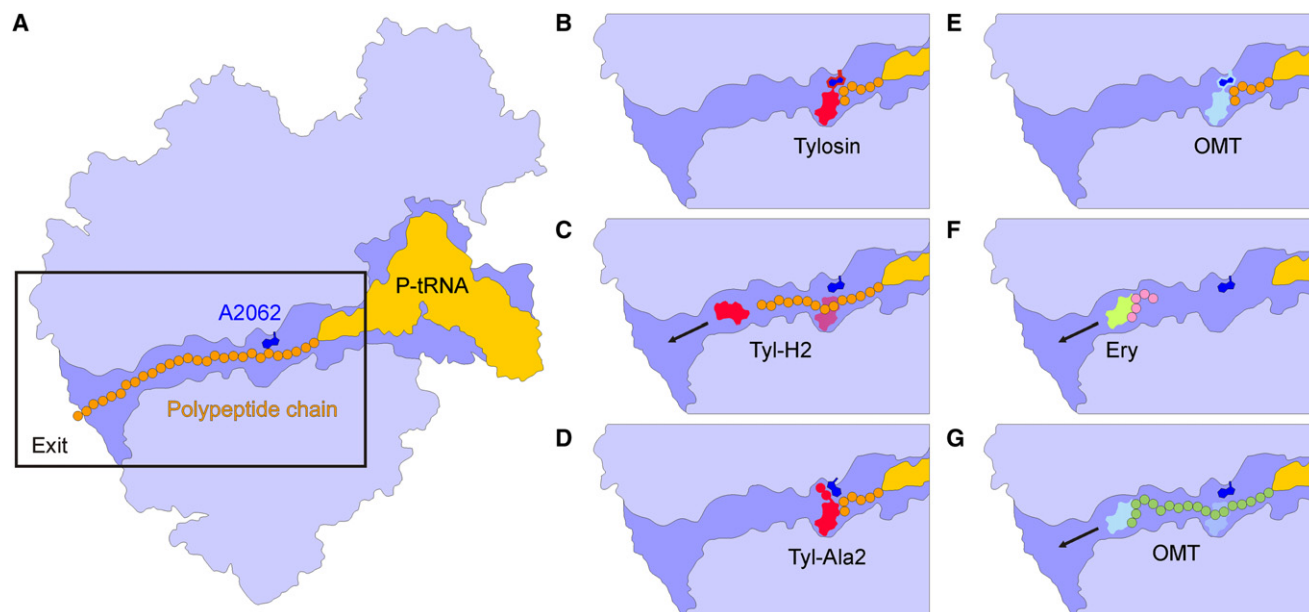 A
P-tRNA
A2062
Polypeptide chain
Exit
B
Tylosin
C
Tyl-H2
D
Tyl-Ala2
E
OMT
F
Ery
G
OMT